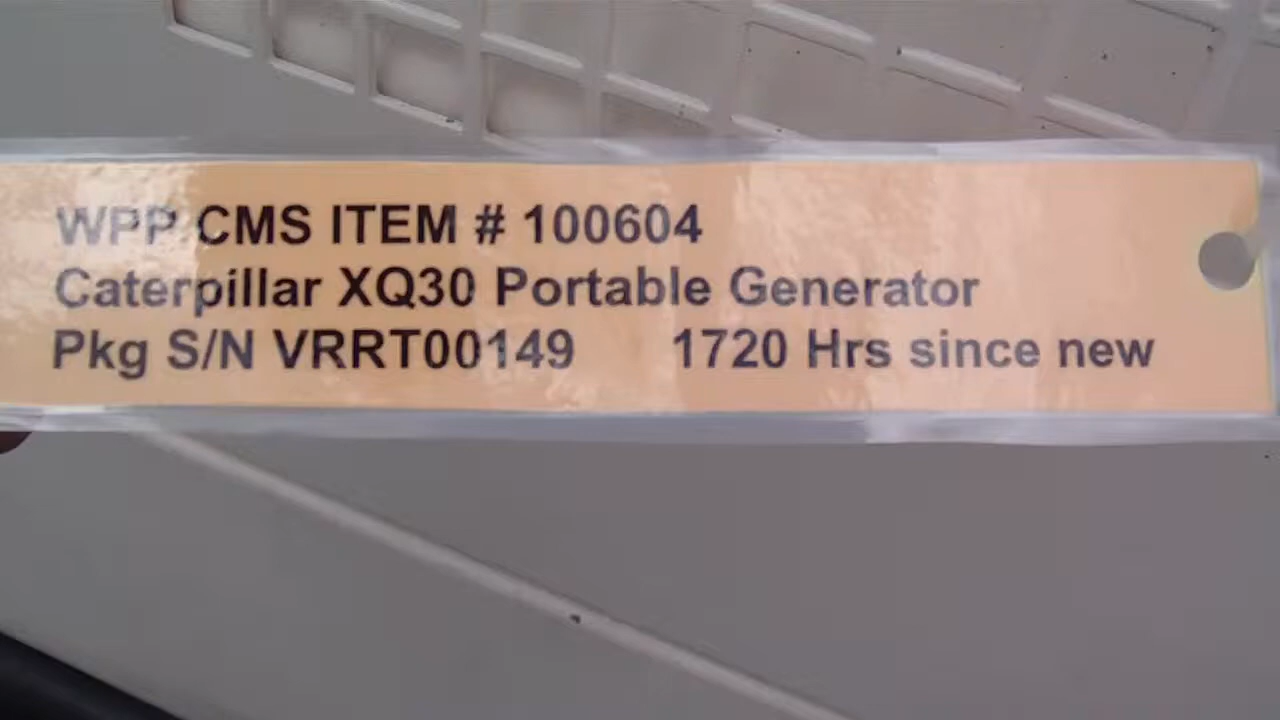 WPP CMS ITEM # 100604
Caterpillar XQ30 Portable Generator
Pkg S/N VRRT00149 1720 Hrs since new